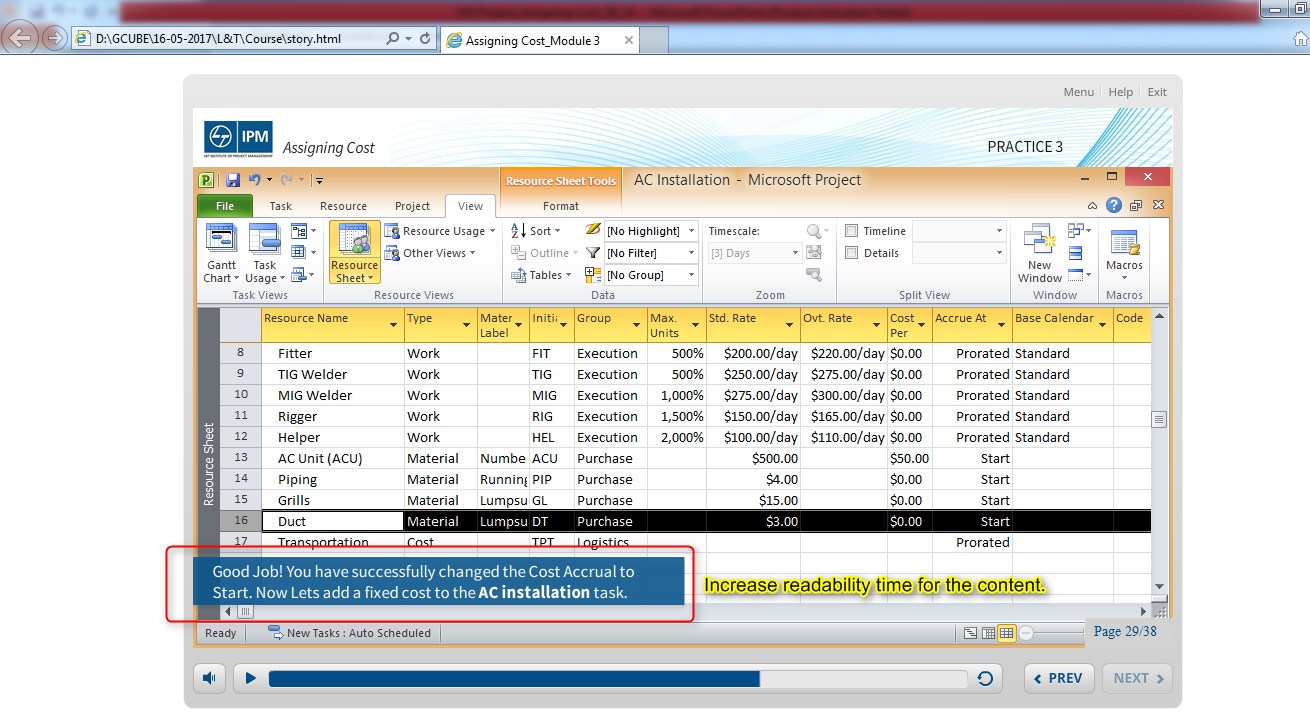 D:\GCUBE\16-05-2017\L&T\Course\story.html
Assigning Cost_Module 3
Menu Help Exit
IPM
L&T INSTITUTE OF PROJECT MANAGEMENT
Assigning Cost
PRACTICE 3
Resource Sheet Tools
AC Installation - Microsoft Project
File Task Resource Project View Format
Gantt Chart
Task Usage
Task Views
Resource Sheet
Resource Usage
Other Views
Resource Views
Sort
Outline
Tables
[No Highlight]
[No Filter]
[No Group]
Data
Timescale:
[3] Days
Zoom
Timeline
Details
Split View
New Window
Window
Macros
Macros
Resource Name Type Mater Label Initi Group Max. Units Std. Rate Ovt. Rate Cost Per Accrue At Base Calendar Code
8 Fitter Work FIT Execution 500% $200.00/day $220.00/day $0.00 Prorated Standard
9 TIG Welder Work TIG Execution 500% $250.00/day $275.00/day $0.00 Prorated Standard
10 MIG Welder Work MIG Execution 1,000% $275.00/day $300.00/day $0.00 Prorated Standard
11 Rigger Work RIG Execution 1,500% $150.00/day $165.00/day $0.00 Prorated Standard
12 Helper Work HEL Execution 2,000% $100.00/day $110.00/day $0.00 Prorated Standard
13 AC Unit (ACU) Material Numbe ACU Purchase $500.00 $50.00 Start
14 Piping Material Running PIP Purchase $4.00 $0.00 Start
15 Grills Material Lumpsu GL Purchase $15.00 $0.00 Start
16 Duct Material Lumpsu DT Purchase $3.00 $0.00 Start
17 Transportation Cost TPT Logistics Prorated
Resource Sheet
Good Job! You have successfully changed the Cost Accrual to
Start. Now Lets add a fixed cost to the AC installation task.
Increase readability time for the content.
Ready New Tasks : Auto Scheduled
Page 29/38
PREV NEXT